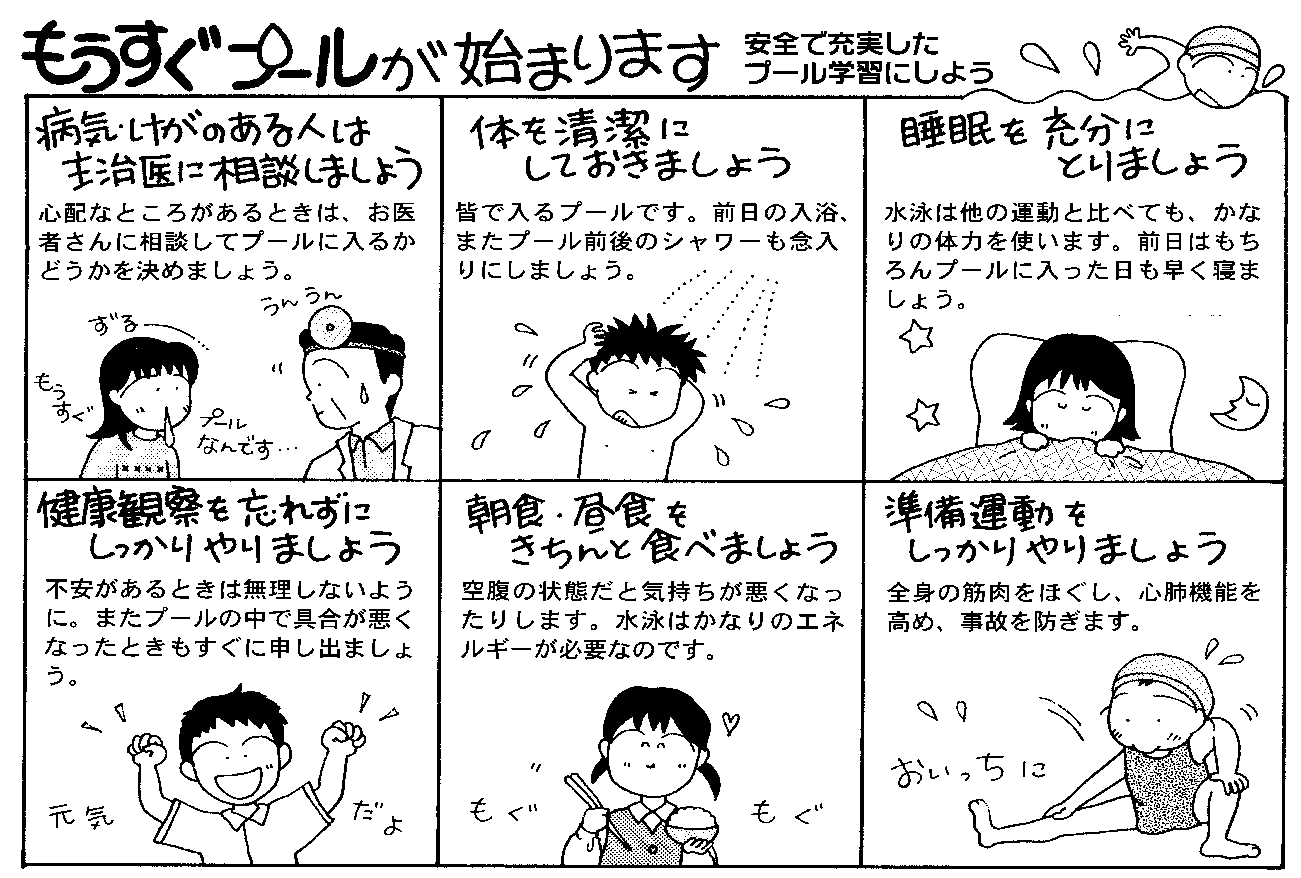 もうすぐプールが始まります
安全で充実した
プール学習にしよう
病気・けがのある人は
主治医に相談しましょう
心配なところがあるときは、お医
者さんに相談してプールに入るか
どうかを決めましょう。
うんうん
ずる
もう
すぐ
プール
なんです…
体を清潔に
しておきましょう
皆で入るプールです。前日の入浴、
またプール前後のシャワーも念入
りにしましょう。
睡眠を充分に
とりましょう
水泳は他の運動と比べても、かな
りの体力を使います。前日はもち
ろんプールに入った日も早く寝ま
しょう。
健康観察を忘れずに
しっかりやりましょう
不安があるときは無理しないよう
に。またプールの中で具合が悪く
なったときもすぐに申し出ましょ
う。
元気
だよ
朝食・昼食を
きちんと食べましょう
空腹の状態だと気持ちが悪くなっ
たりします。水泳はかなりのエネ
ルギーが必要なのです。
もぐ
もぐ
準備運動を
しっかりやりましょう
全身の筋肉をほぐし、心肺機能を
高め、事故を防ぎます。
おいっちに